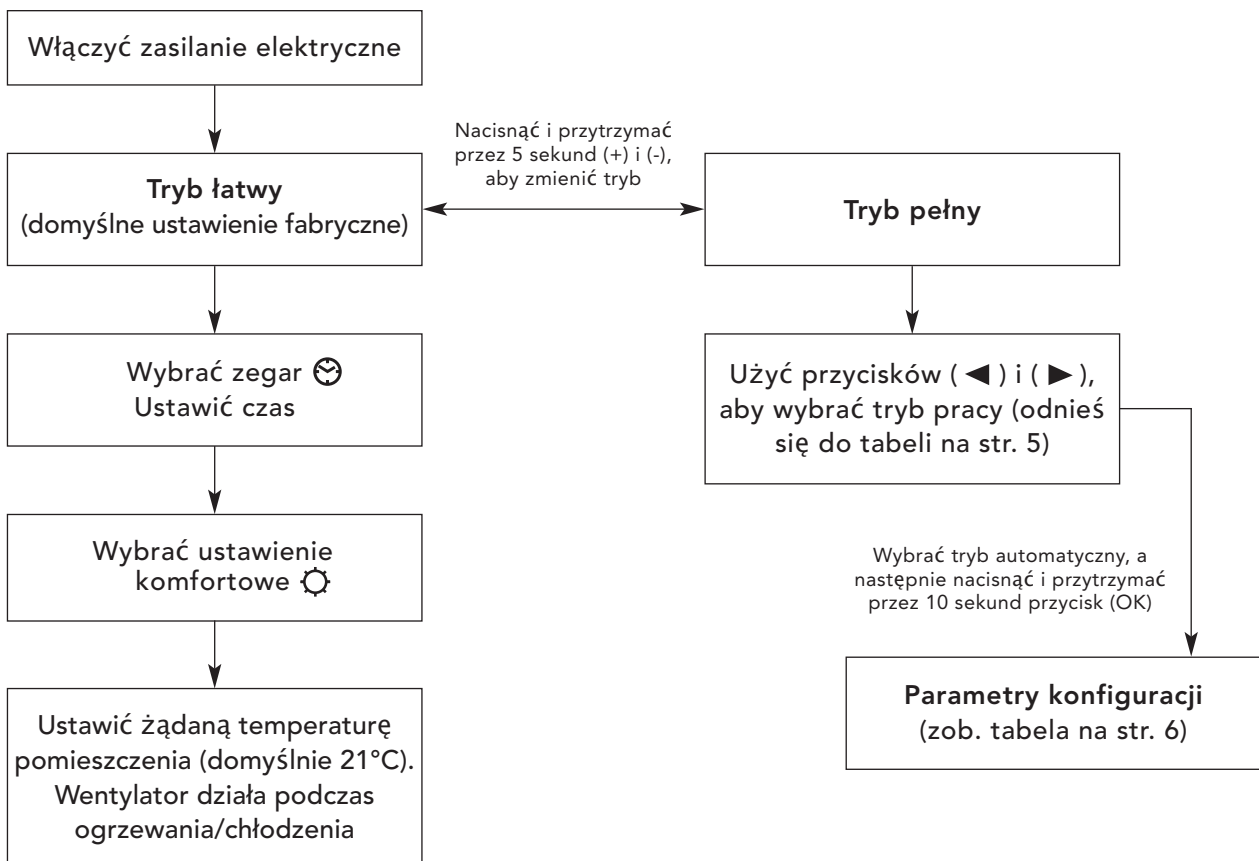 Włączyć zasilanie elektryczne
Nacisnąć i przytrzymać
przez 5 sekund (+) i (-),
aby zmienić tryb
Tryb łatwy
(domyślne ustawienie fabryczne)
Tryb pełny
Wybrać zegar
Ustawić czas
Użyć przycisków ( ◀ ) i ( ▶ ),
aby wybrać tryb pracy (odnieś
się do tabeli na str. 5)
Wybrać ustawienie
komfortowe
Wybrać tryb automatyczny, a
następnie nacisnąć i przytrzymać
przez 10 sekund przycisk (OK)
Parametry konfiguracji
(zob. tabela na str. 6)
Ustawić żądaną temperaturę
pomieszczenia (domyślnie 21°C).
Wentylator działa podczas
ogrzewania/chłodzenia